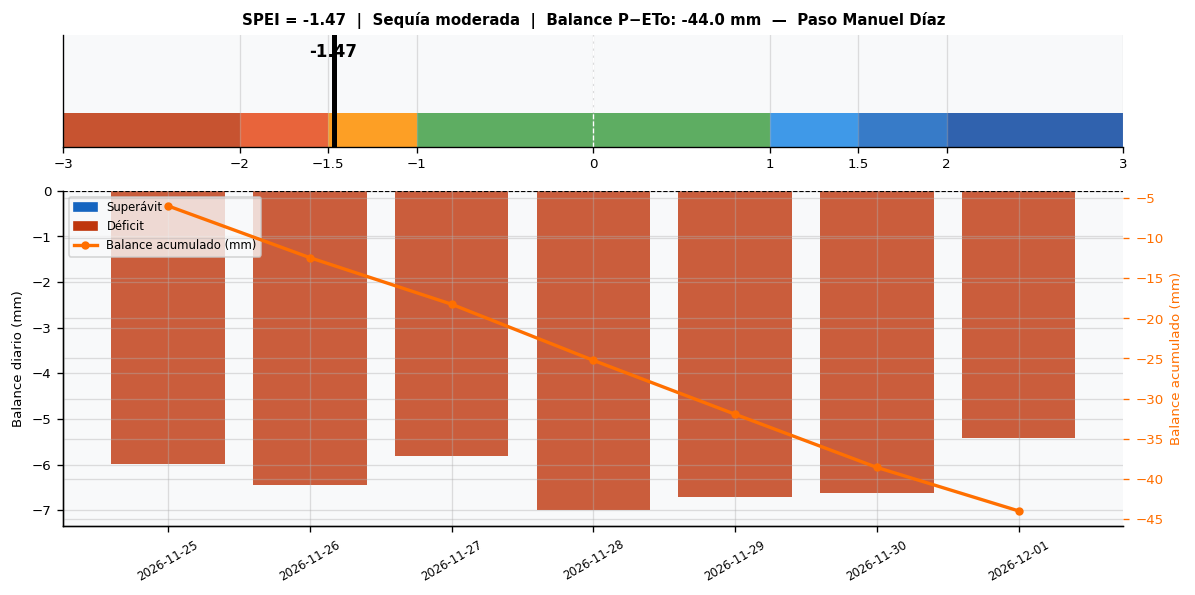 SPEI = -1.47 | Sequía moderada | Balance P−ETo: -44.0 mm — Paso Manuel Díaz
-1.47
−3 −2 −1.5 −1 0 1 1.5 2 3
Balance diario (mm)
0
−1
−2
−3
−4
−5
−6
−7
Superávit
Déficit
Balance acumulado (mm)
−5
−10
−15
−20
−25
−30
−35
−40
−45
Balance acumulado (mm)
2026-11-25 2026-11-26 2026-11-27 2026-11-28 2026-11-29 2026-11-30 2026-12-01